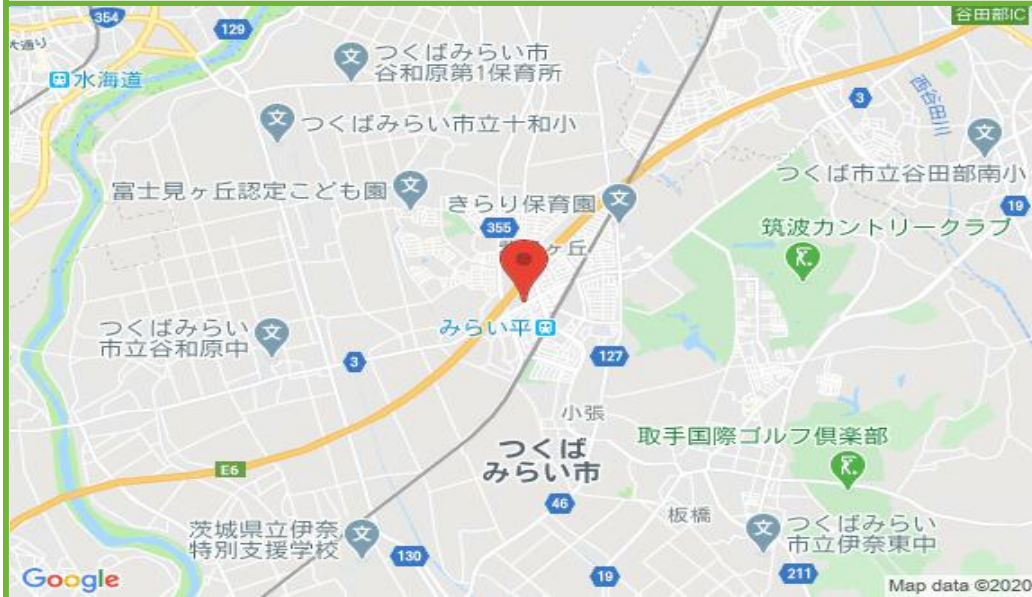 354
谷田部IC
129
大通り
つくばみらい市
谷和原第1保育所
水海道
3
西谷田川
つくばみらい市立十和小
つくば市立谷田部南小
富士見ヶ丘認定こども園
きらり保育園
19
355
筑波カントリークラブ
ヶ丘
つくばみらい
市立谷和原中
みらい平
3
127
小張
取手国際ゴルフ倶楽部
つくば
みらい市
E6
46
板橋
茨城県立伊奈
特別支援学校
つくばみらい
市立伊奈東中
130
19
211
Google
Map data ©2020